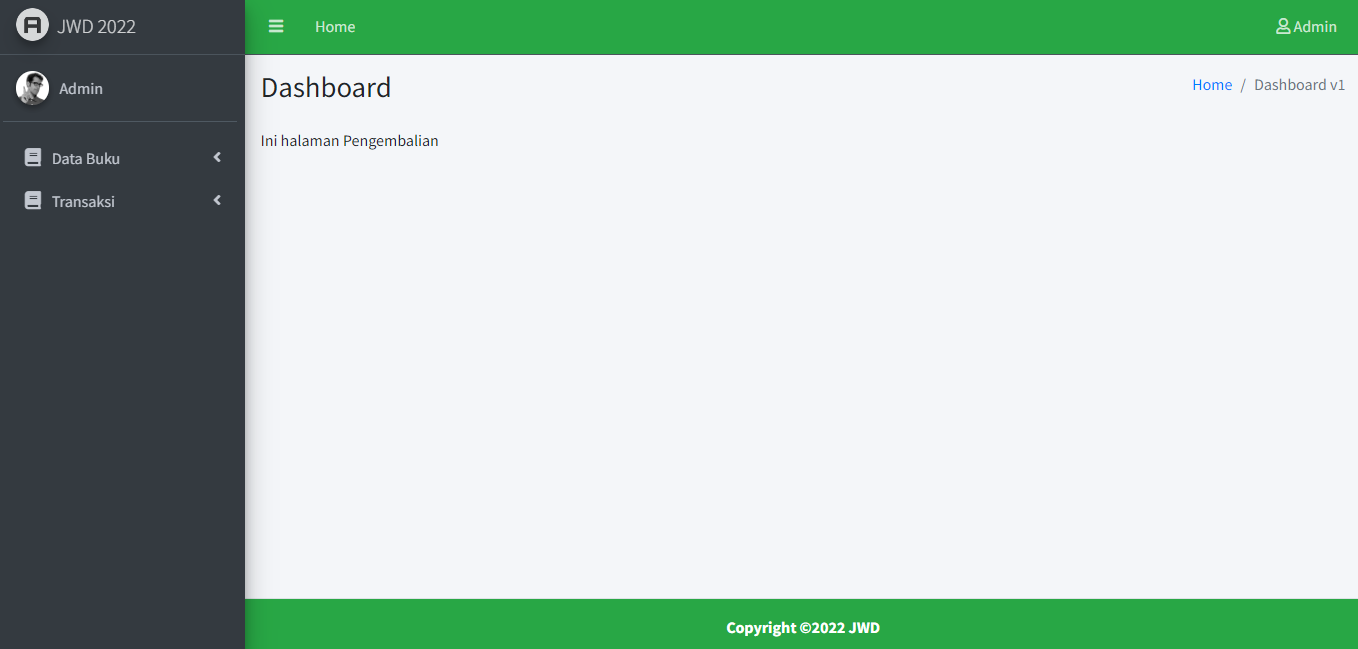 JWD 2022
Home
Admin
Admin
Data Buku
Transaksi
Dashboard
Home / Dashboard v1
Ini halaman Pengembalian
Copyright ©2022 JWD